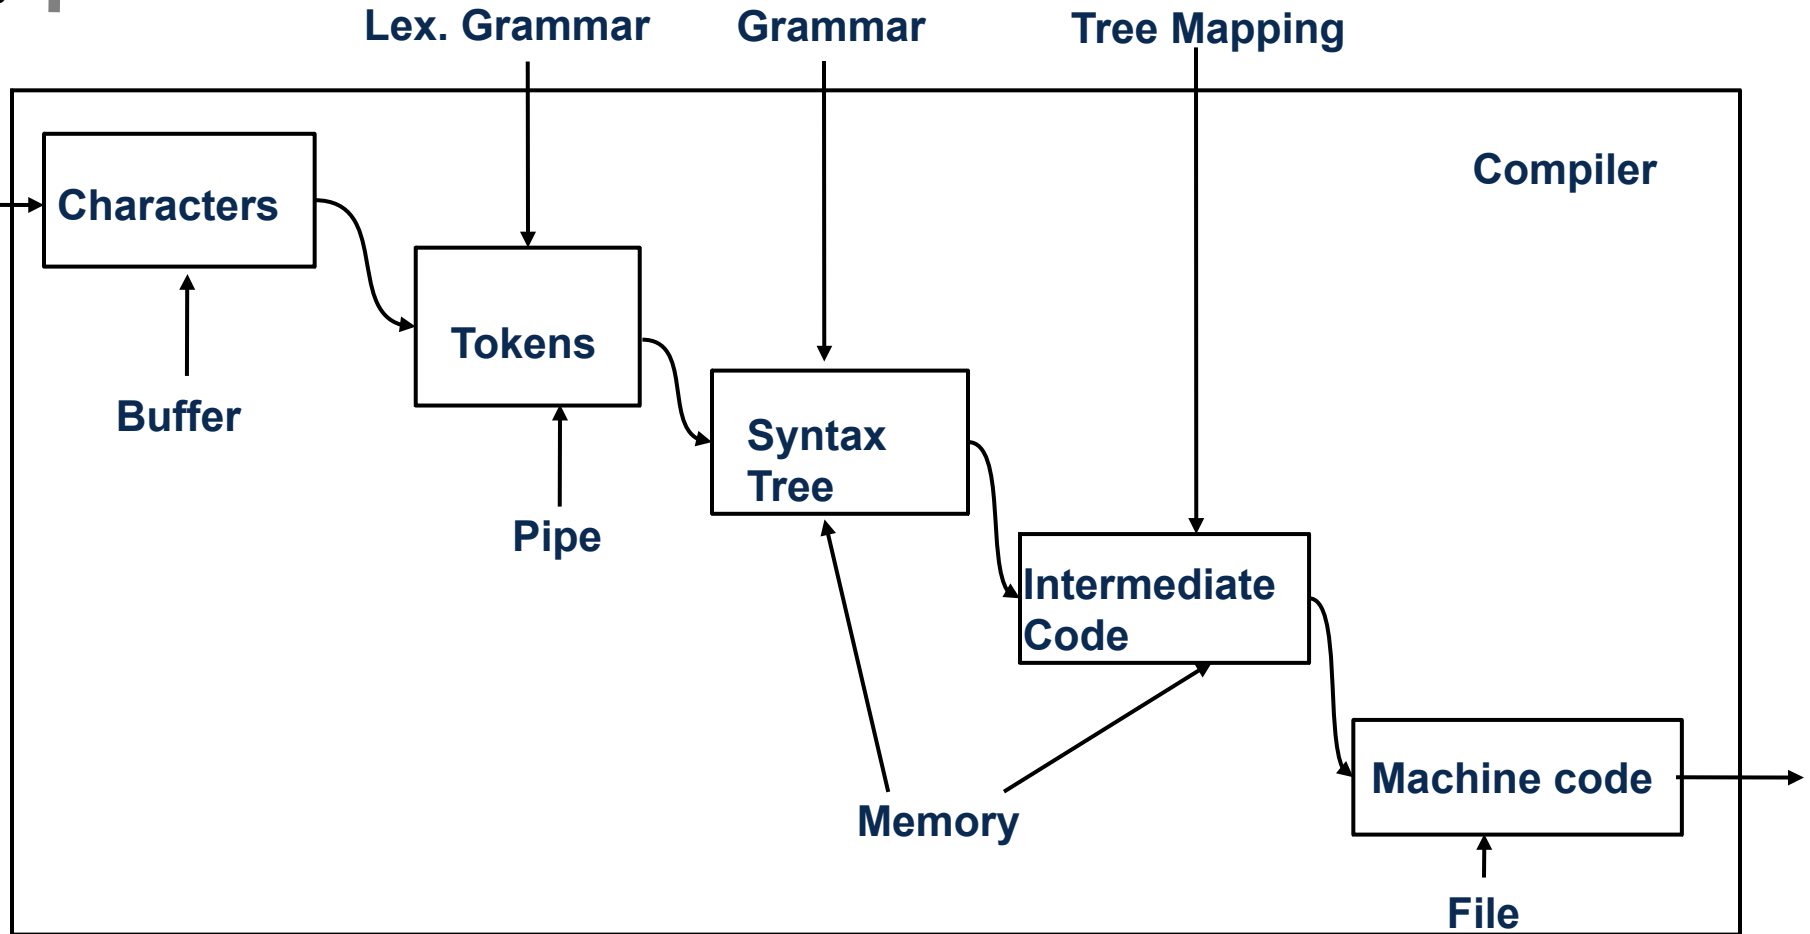 Lex. Grammar
Grammar
Tree Mapping
Compiler
Characters
Buffer
Tokens
Pipe
Syntax
Tree
Intermediate
Code
Memory
Machine code
File